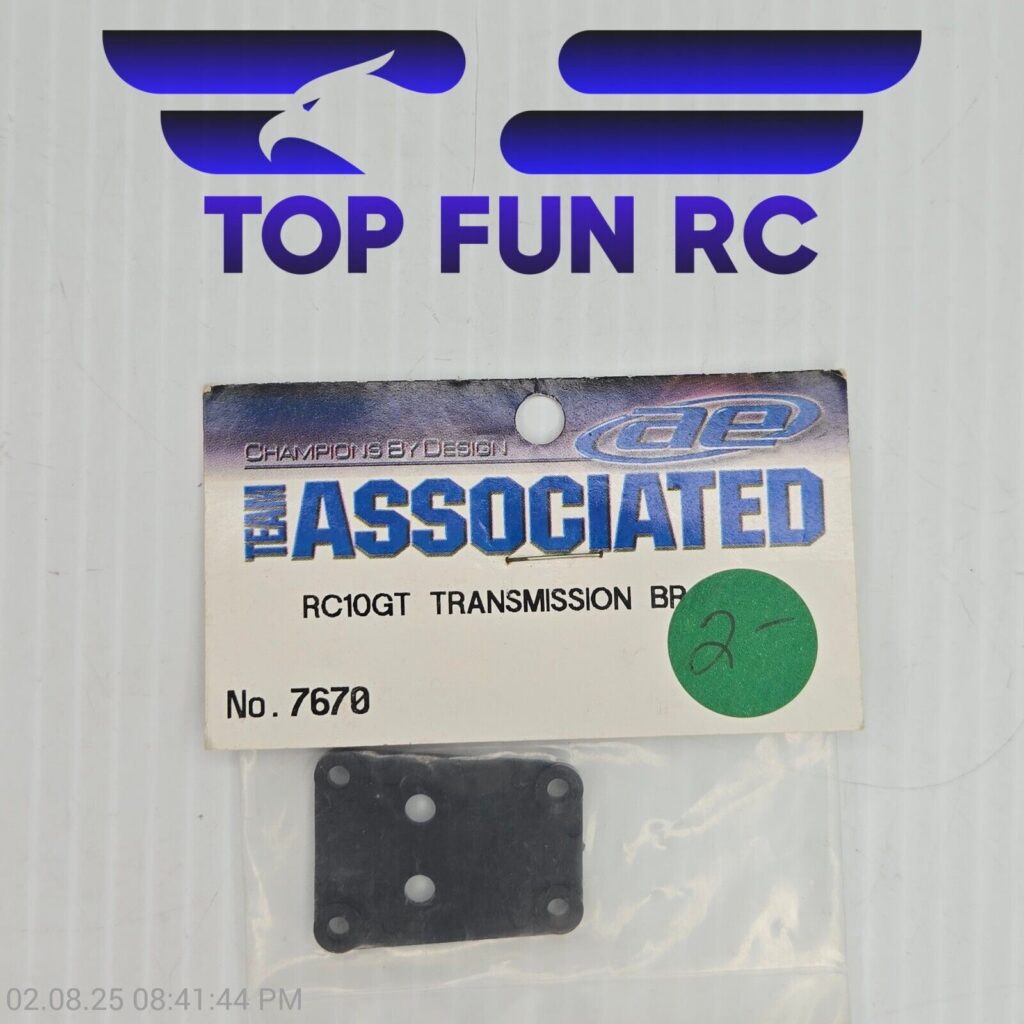 TOP FUN RC
CHAMPIONS BY DESIGN
ae
TEAM ASSOCIATED
RC10GT TRANSMISSION
2-
No. 7670
02.08.25 08:41:44 PM